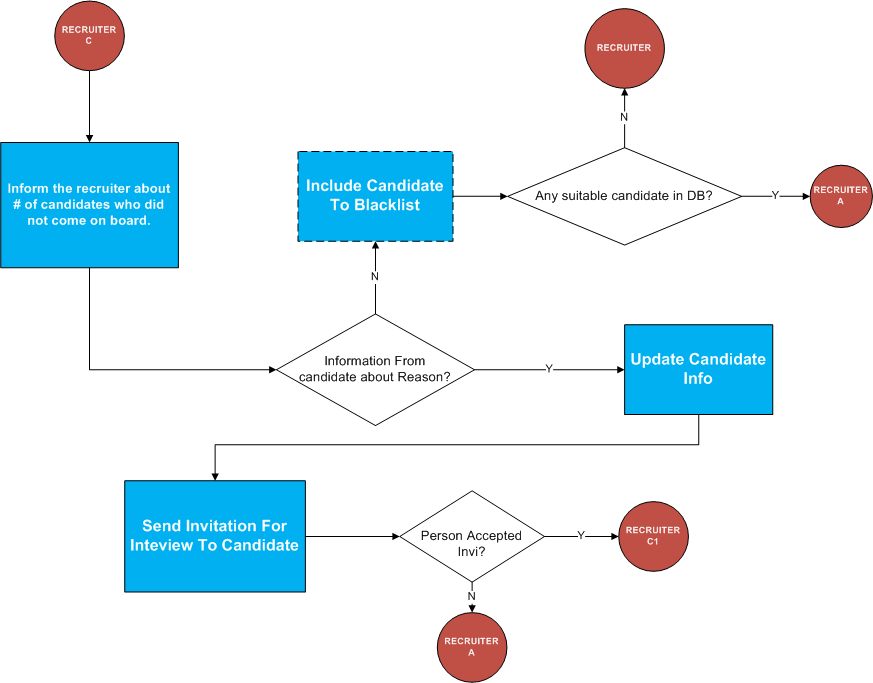 RECRUITER
C
RECRUITER
N
Inform the recruiter about
# of candidates who did
not come on board.
Include Candidate
To Blacklist
Any suitable candidate in DB?
Y
RECRUITER
A
N
Information From
candidate about Reason?
Y
Update Candidate
Info
Send Invitation For
Inteview To Candidate
Person Accepted
Invi?
Y
RECRUITER
C1
N
RECRUITER
A